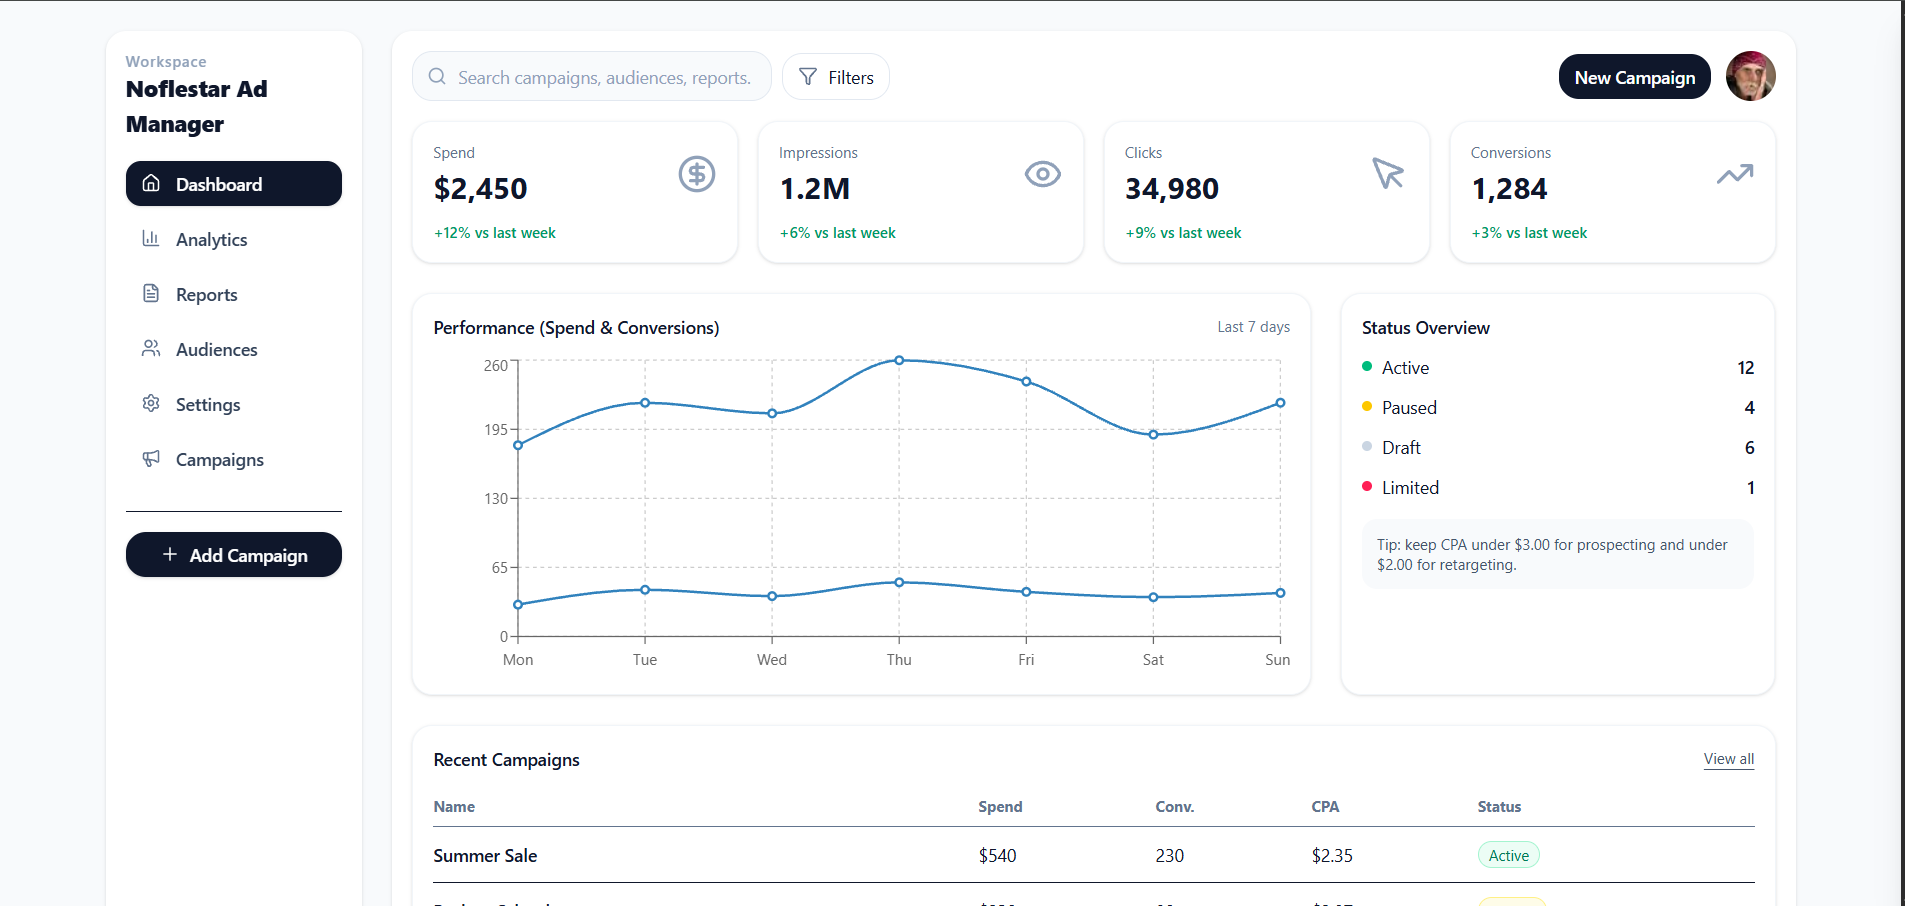 Workspace
Noflestar Ad
Manager
Dashboard
Analytics
Reports
Audiences
Settings
Campaigns
Add Campaign
Search campaigns, audiences, reports.
Filters
New Campaign
Spend
$2,450
+12% vs last week
Impressions
1.2M
+6% vs last week
Clicks
34,980
+9% vs last week
Conversions
1,284
+3% vs last week
Performance (Spend & Conversions)
Last 7 days
260
195
130
65
0
Mon Tue Wed Thu Fri Sat Sun
Status Overview
Active 12
Paused 4
Draft 6
Limited 1
Tip: keep CPA under $3.00 for prospecting and under
$2.00 for retargeting.
Recent Campaigns
View all
Name Spend Conv. CPA Status
Summer Sale $540 230 $2.35 Active